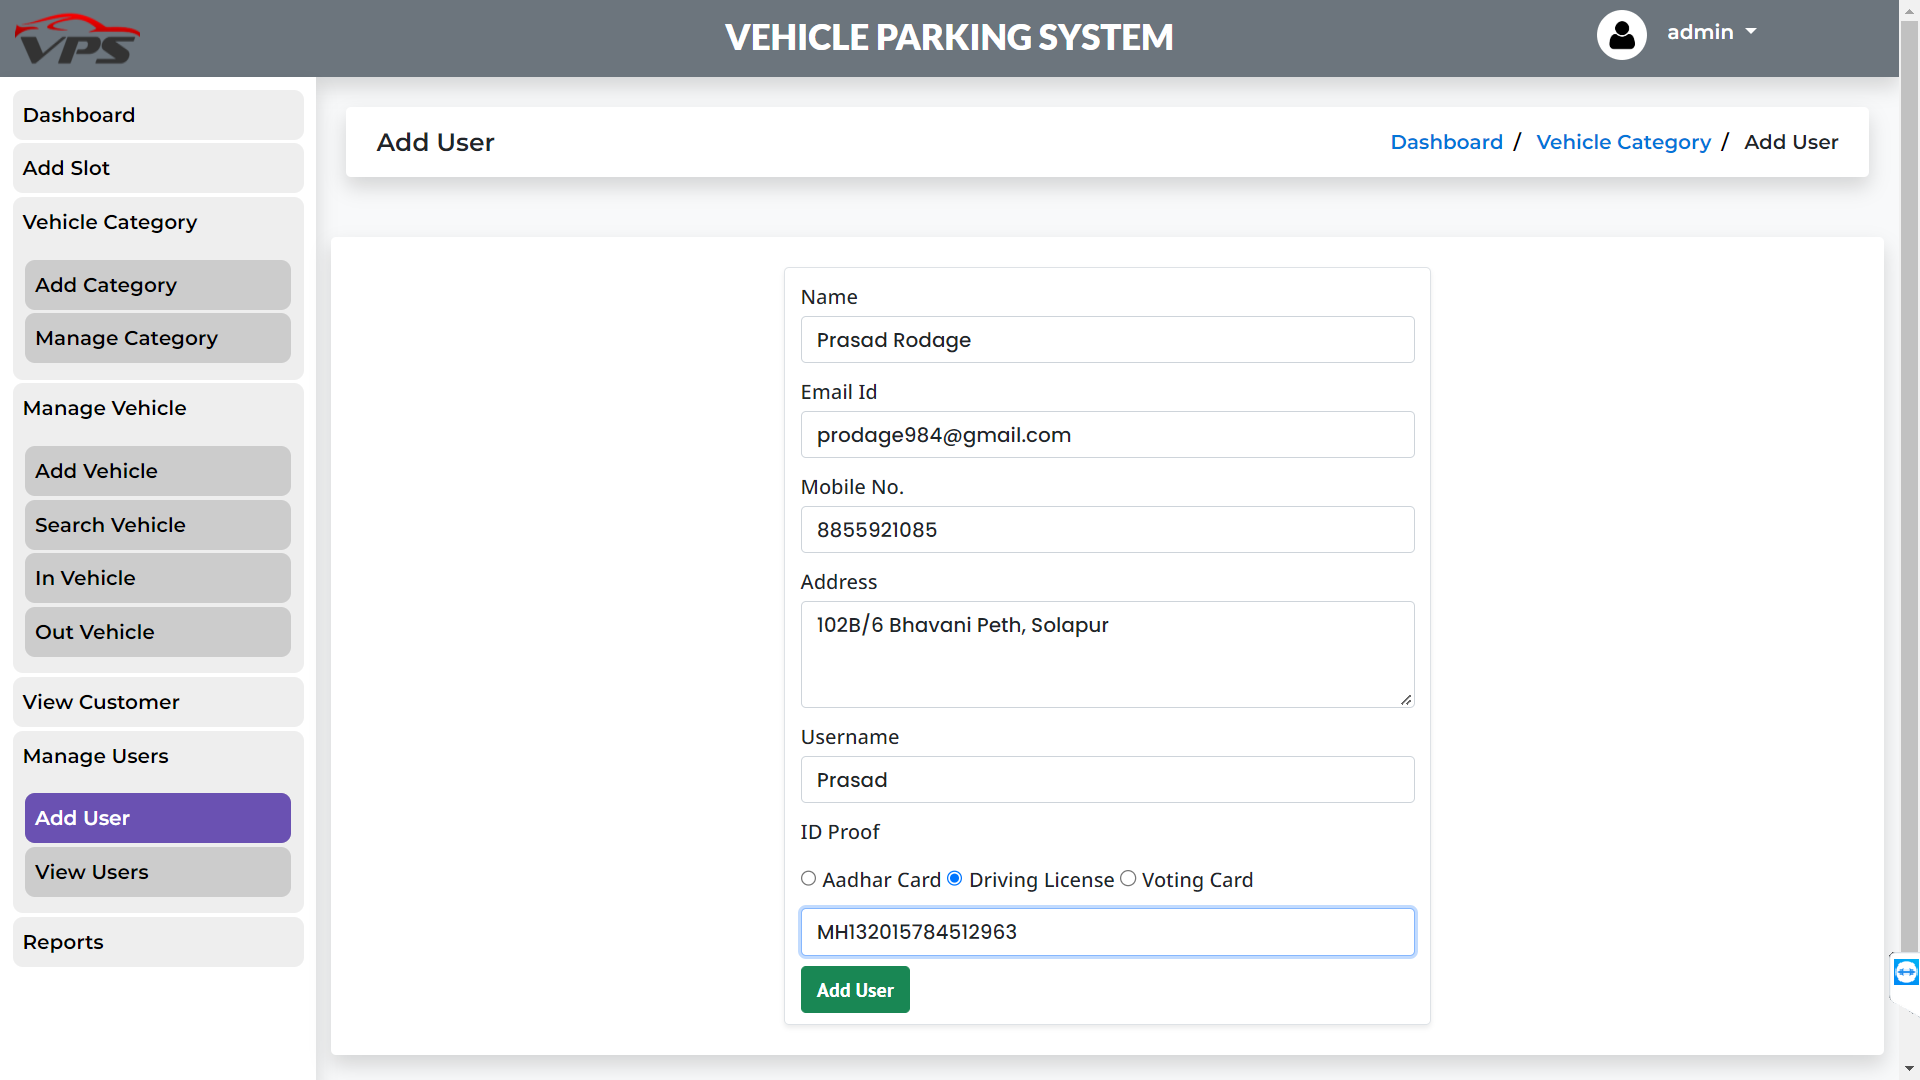 VPS
VEHICLE PARKING SYSTEM
admin
Dashboard
Add Slot
Vehicle Category
Add Category
Manage Category
Manage Vehicle
Add Vehicle
Search Vehicle
In Vehicle
Out Vehicle
View Customer
Manage Users
Add User
View Users
Reports
Add User
Dashboard / Vehicle Category / Add User
Name
Prasad Rodage
Email Id
prodage984@gmail.com
Mobile No.
8855921085
Address
102B/6 Bhavani Peth, Solapur
Username
Prasad
ID Proof
Aadhar Card Driving License Voting Card
MH132015784512963
Add User